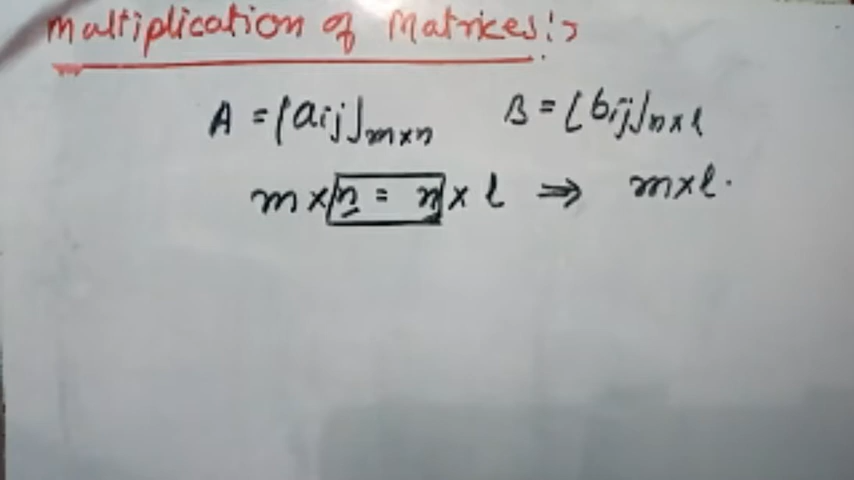 Multiplication of Matrices:-
A = [aij]m×n B = [bij]n×l
m×n = n×l ⇒ m×l.